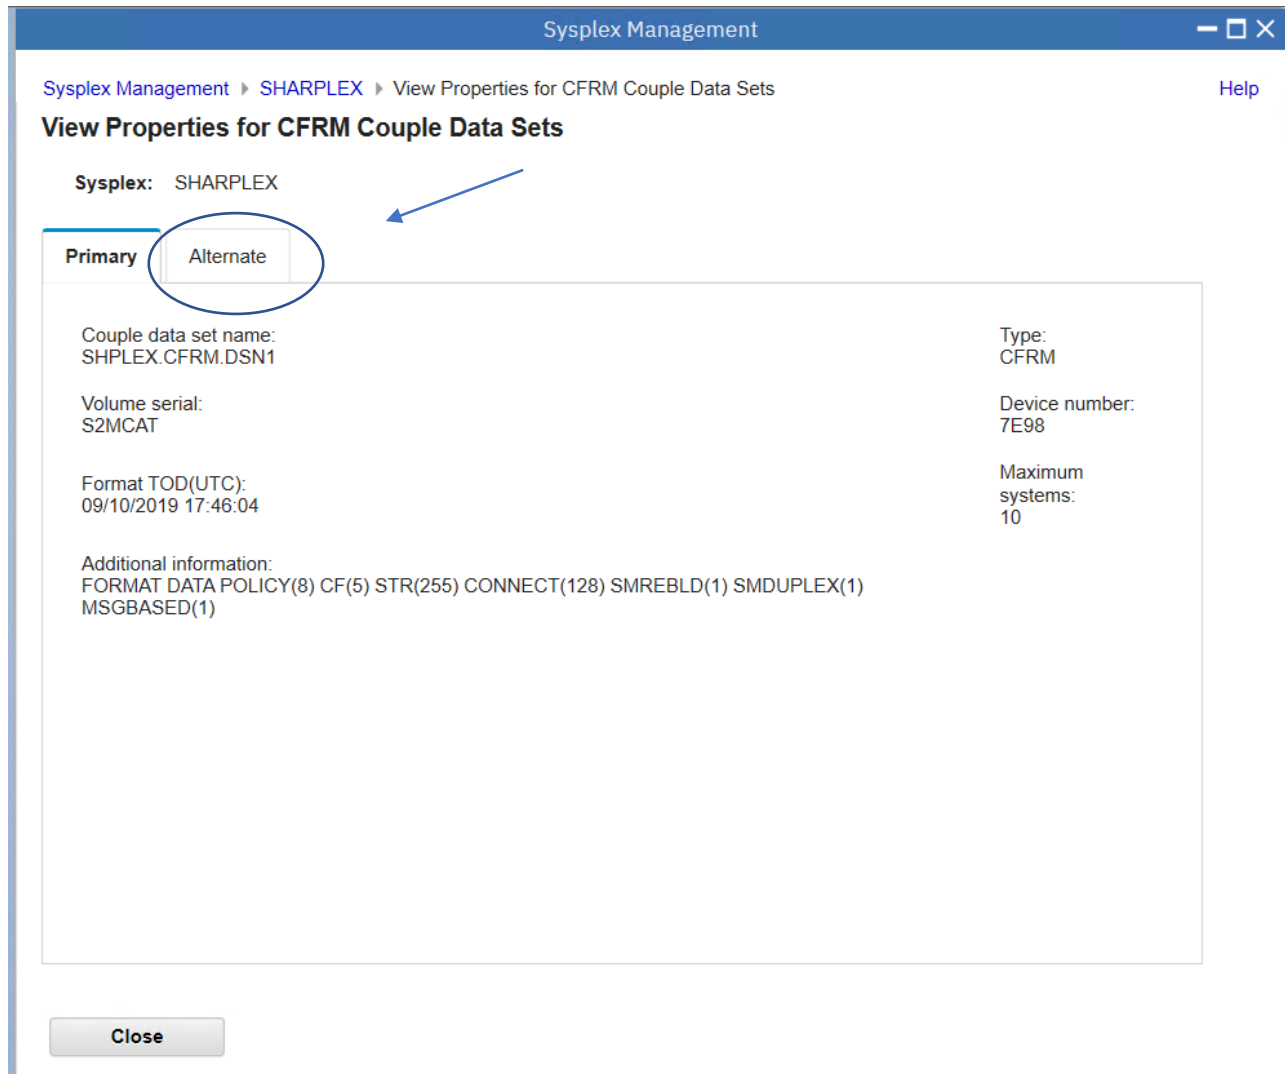 Sysplex Management
Sysplex Management SHARPLEX View Properties for CFRM Couple Data Sets Help
View Properties for CFRM Couple Data Sets
Sysplex: SHARPLEX
Primary Alternate
Couple data set name:
SHPLEX.CFRM.DSN1
Type:
CFRM
Volume serial:
S2MCAT
Device number:
7E98
Format TOD(UTC):
09/10/2019 17:46:04
Maximum
systems:
10
Additional information:
FORMAT DATA POLICY(8) CF(5) STR(255) CONNECT(128) SMREBLD(1) SMDUPLEX(1)
MSGBASED(1)
Close